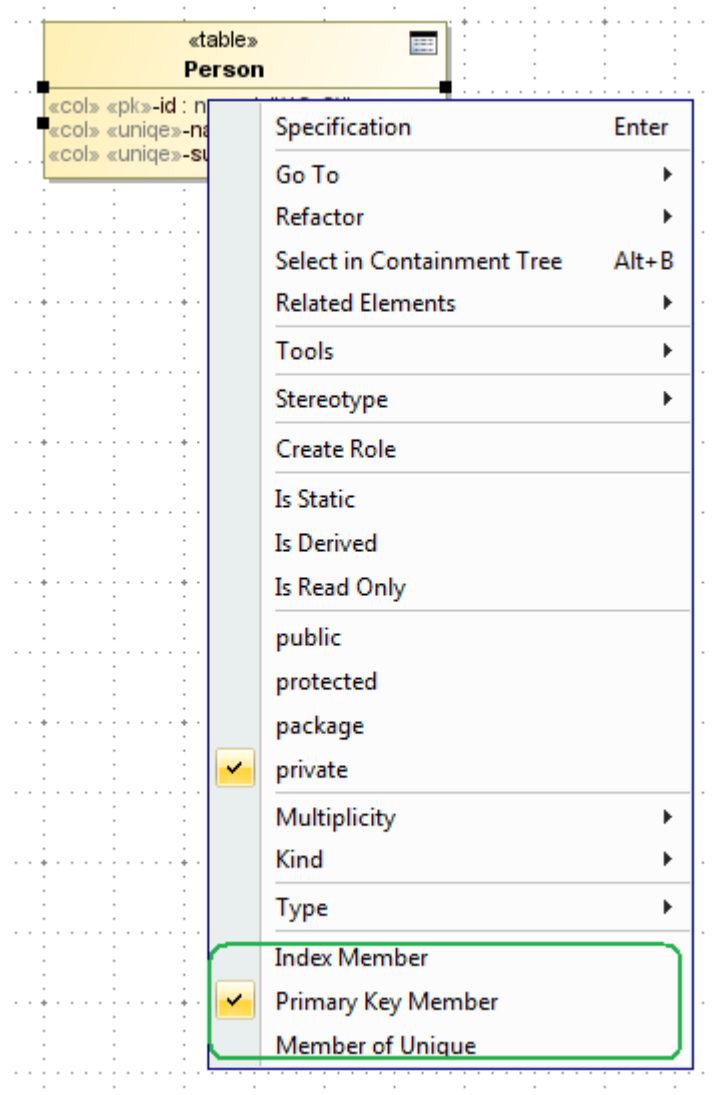 «table»
Person
«col» «pk»-id : n
«col» «uniqe»-na
«col» «uniqe»-su
Specification Enter
Go To
Refactor
Select in Containment Tree Alt+B
Related Elements
Tools
Stereotype
Create Role
Is Static
Is Derived
Is Read Only
public
protected
package
private
Multiplicity
Kind
Type
Index Member
Primary Key Member
Member of Unique